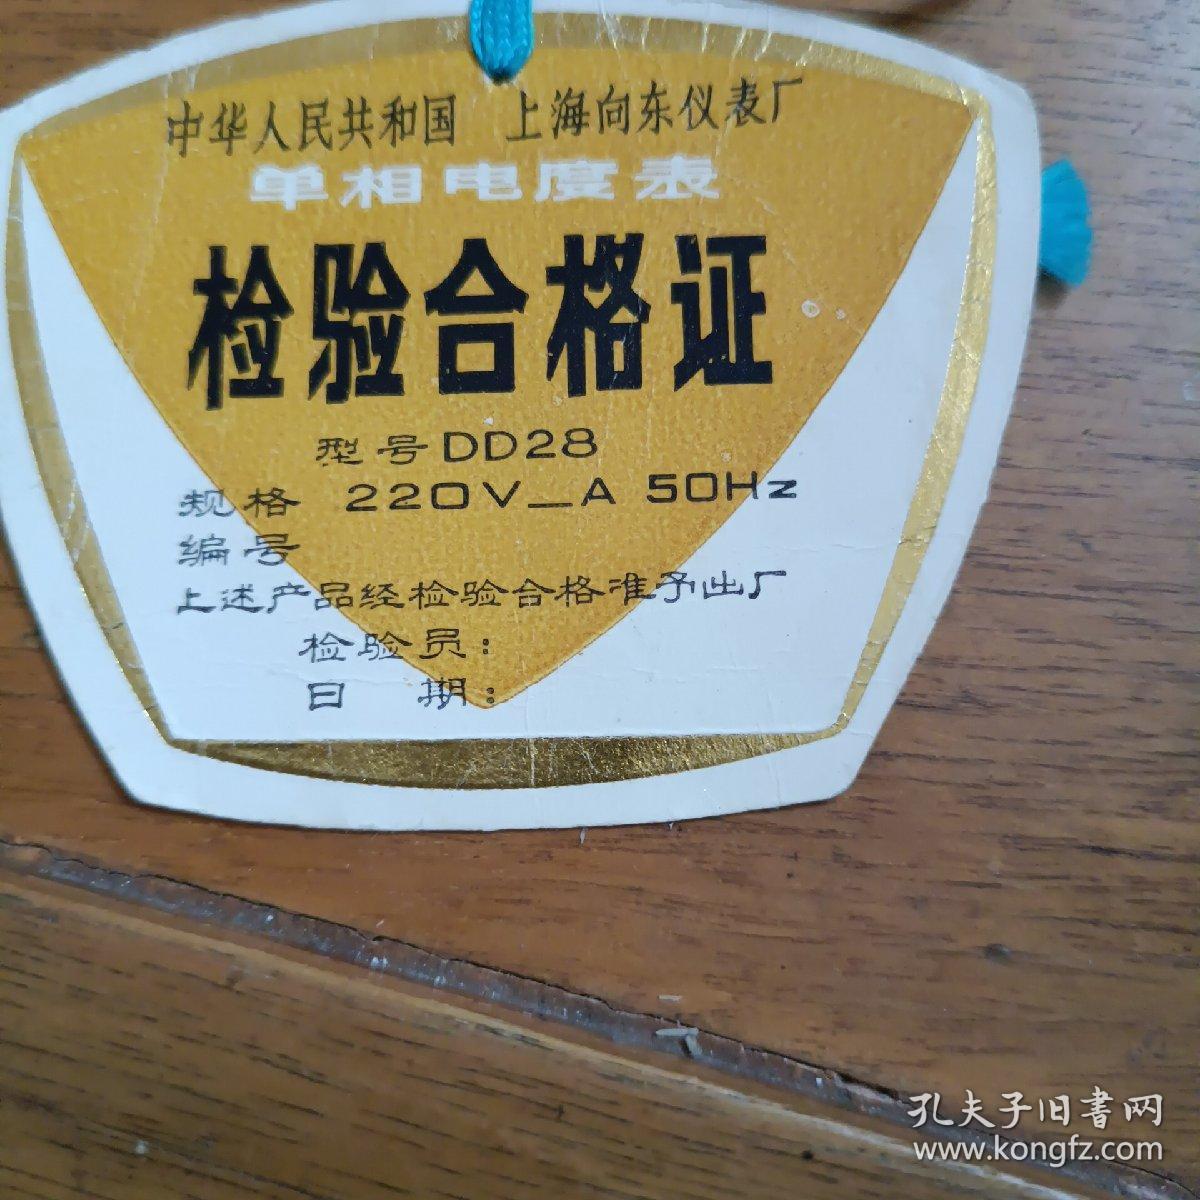 中华人民共和国 上海向东仪表厂
单相电度表
检验合格证
型号DD28
规格 220V_A 50Hz
编号
上述产品经检验合格准予出厂
检验员：
日 期：
孔夫子旧書网
www.kongfz.com